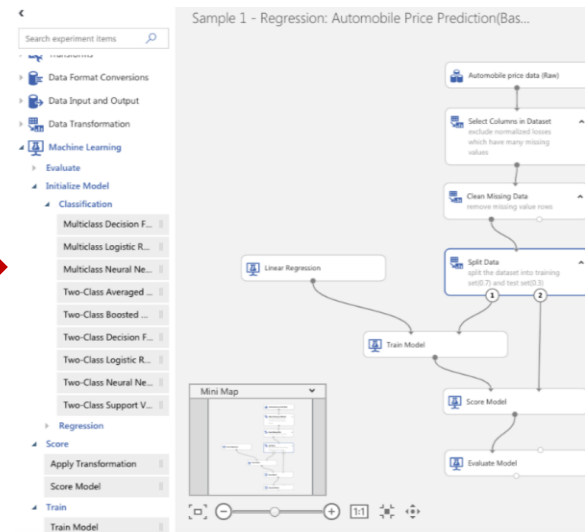 Sample 1 - Regression: Automobile Price Prediction(Bas...
Search experiment items
Data Format Conversions
Data Input and Output
Data Transformation
Machine Learning
Evaluate
Initialize Model
Classification
Multiclass Decision F...
Multiclass Logistic R...
Multiclass Neural Ne...
Two-Class Averaged ...
Two-Class Boosted ...
Two-Class Decision F...
Two-Class Logistic R...
Two-Class Neural Ne...
Two-Class Support V...
Regression
Score
Apply Transformation
Score Model
Train
Train Model
Automobile price data (Raw)
Select Columns in Dataset
exclude normalized losses
which have many missing
values
Clean Missing Data
remove missing value rows
Split Data
split the dataset into training
set(0.7) and test set(0.3)
1
2
Linear Regression
Train Model
Score Model
Evaluate Model
Mini Map
1:1